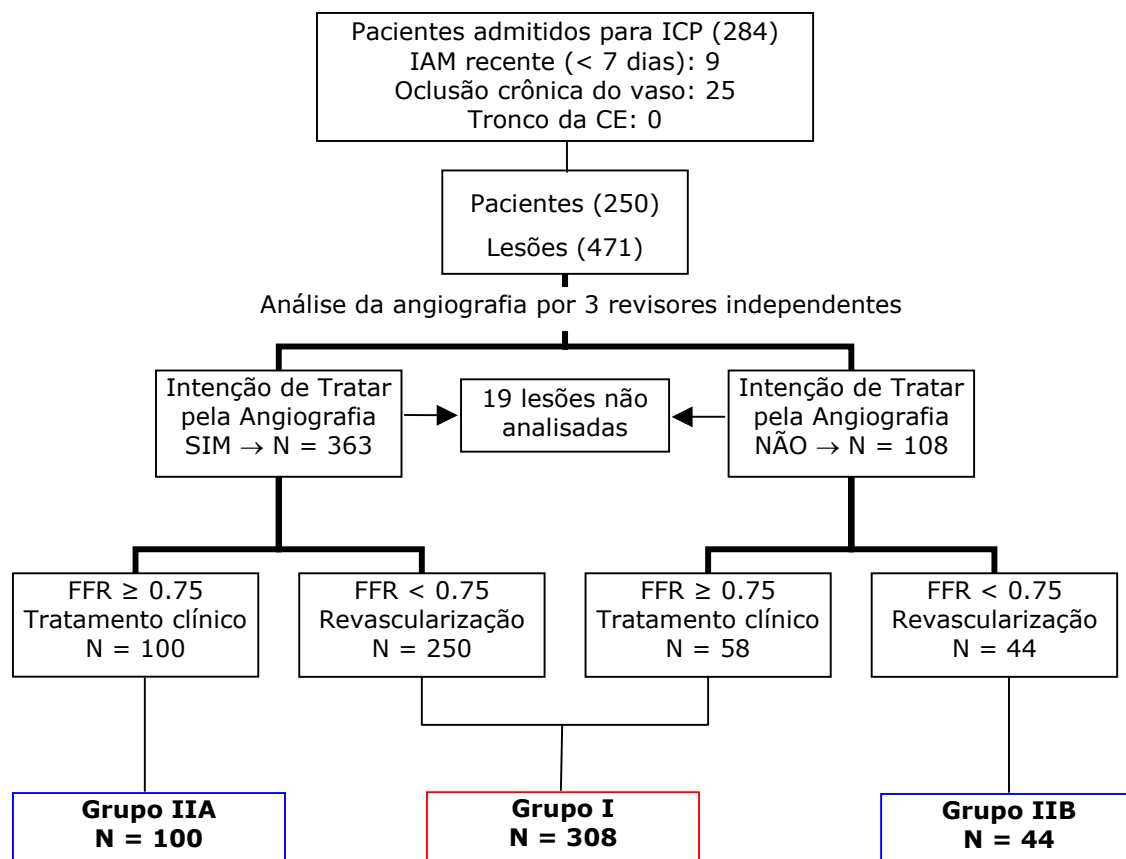 Pacientes admitidos para ICP (284)
IAM recente (< 7 dias): 9
Oclusão crônica do vaso: 25
Tronco da CE: 0
Pacientes (250)
Lesões (471)
Análise da angiografia por 3 revisores independentes
Intenção de Tratar
pela Angiografia
SIM → N = 363
19 lesões não
analisadas
Intenção de Tratar
pela Angiografia
NÃO → N = 108
FFR ≥ 0.75
Tratamento clínico
N = 100
FFR < 0.75
Revascularização
N = 250
FFR ≥ 0.75
Tratamento clínico
N = 58
FFR < 0.75
Revascularização
N = 44
Grupo IIA
N = 100
Grupo I
N = 308
Grupo IIB
N = 44